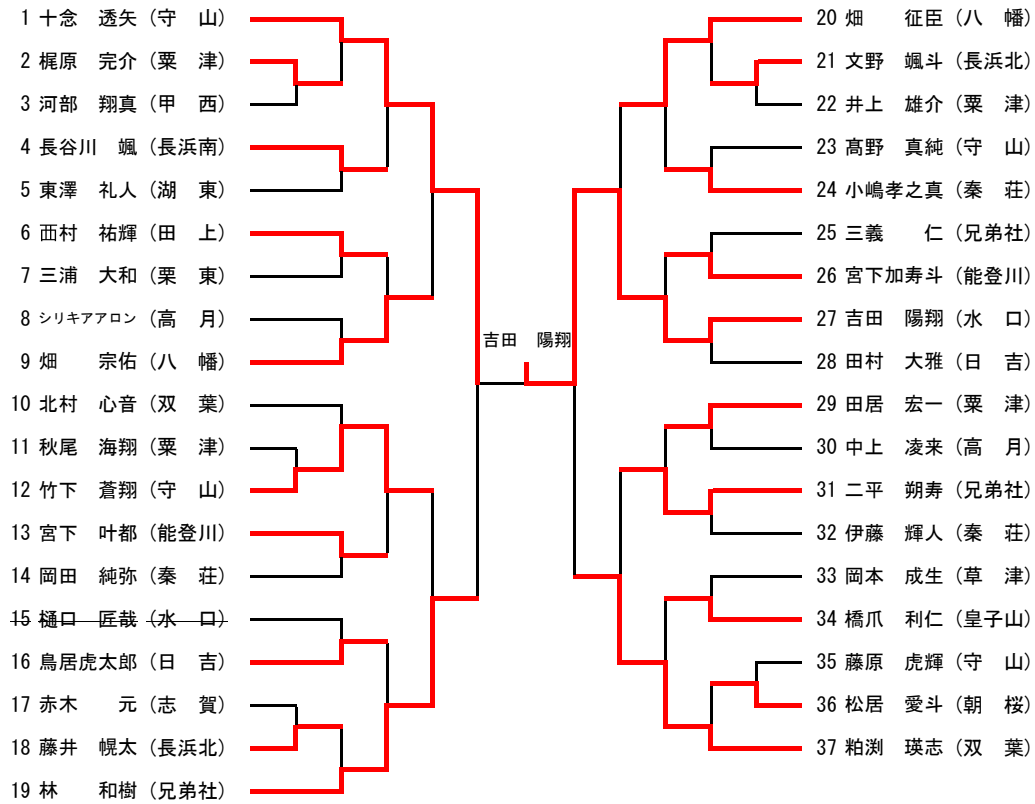 1 十念　透矢（守　山）
2 梶原　完介（粟　津）
3 河部　翔真（甲　西）
4 長谷川　颯（長浜南）
5 東澤　礼人（湖　東）
6 西村　祐輝（田　上）
7 三浦　大和（栗　東）
8 シリキアアロン（高　月）
9 畑　　宗佑（八　幡）
10 北村　心音（双　葉）
11 秋尾　海翔（粟　津）
12 竹下　蒼翔（守　山）
13 宮下　叶都（能登川）
14 岡田　純弥（秦　荘）
15 樋口　匠哉（水　口）
16 鳥居虎太郎（日　吉）
17 赤木　　元（志　賀）
18 藤井　幌太（長浜北）
19 林　　和樹（兄弟社）
吉田　陽翔
20 畑　　征臣（八　幡）
21 文野　颯斗（長浜北）
22 井上　雄介（粟　津）
23 髙野　真純（守　山）
24 小嶋孝之真（秦　荘）
25 三義　　仁（兄弟社）
26 宮下加寿斗（能登川）
27 吉田　陽翔（水　口）
28 田村　大雅（日　吉）
29 田居　宏一（粟　津）
30 中上　凌来（高　月）
31 二平　朔寿（兄弟社）
32 伊藤　輝人（秦　荘）
33 岡本　成生（草　津）
34 橋爪　利仁（皇子山）
35 藤原　虎輝（守　山）
36 松居　愛斗（朝　桜）
37 粕渕　瑛志（双　葉）